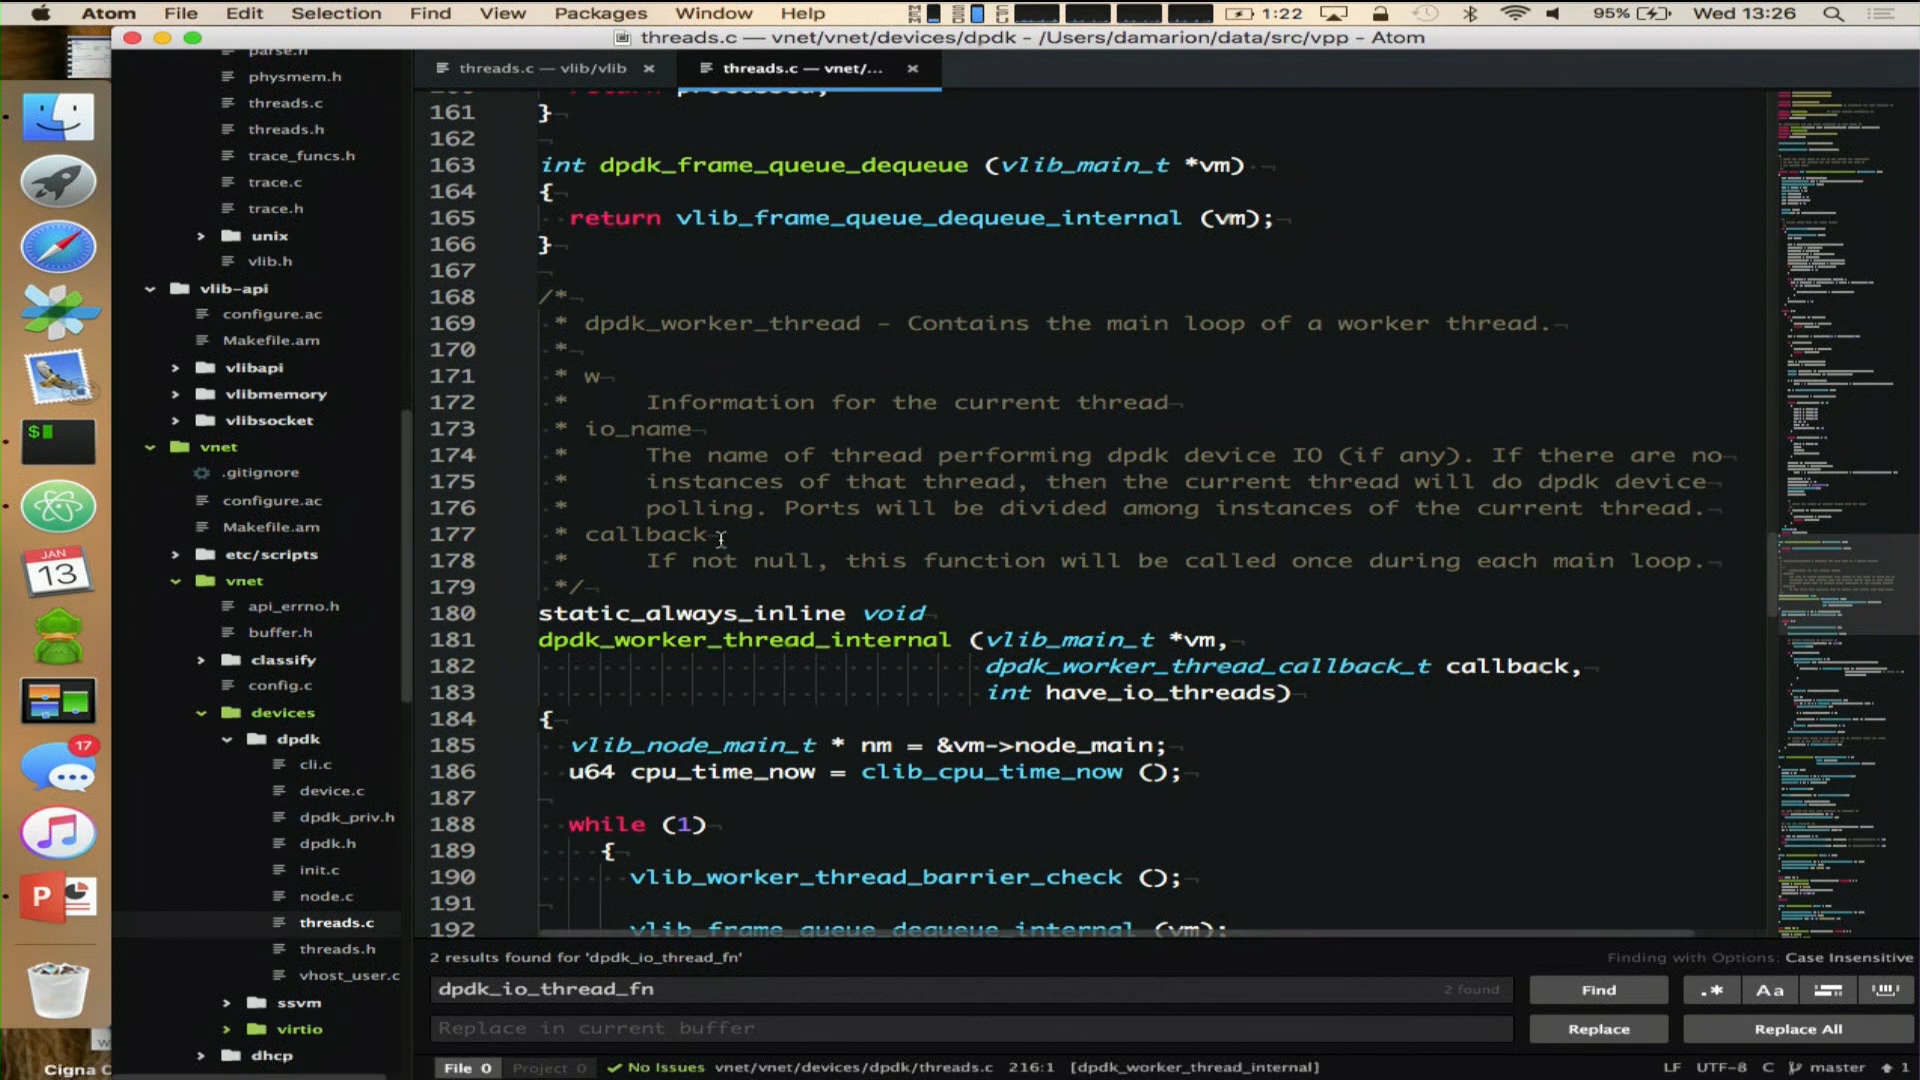 Atom File Edit Selection Find View Packages Window Help 1:22 95% Wed 13:26
threads.c — vnet/vnet/devices/dpdk - /Users/damarion/data/src/vpp - Atom
threads.c — vlib/vlib
threads.c — vnet/...
parse.h
physmem.h
threads.c
threads.h
trace_funcs.h
trace.c
trace.h
unix
vlib.h
vlib-api
configure.ac
Makefile.am
vlibapi
vlibmemory
vlibsocket
vnet
.gitignore
configure.ac
Makefile.am
etc/scripts
vnet
api_errno.h
buffer.h
classify
config.c
devices
dpdk
cli.c
device.c
dpdk_priv.h
dpdk.h
init.c
node.c
threads.c
threads.h
vhost_user.c
ssvm
virtio
dhcp
return processed;
161 }
162
163 int dpdk_frame_queue_dequeue (vlib_main_t *vm)
164 {
165 return vlib_frame_queue_dequeue_internal (vm);
166 }
167
168 /*
169 * dpdk_worker_thread - Contains the main loop of a worker thread.
170 *
171 * w
172 * Information for the current thread
173 * io_name
174 * The name of thread performing dpdk device IO (if any). If there are no
175 * instances of that thread, then the current thread will do dpdk device
176 * polling. Ports will be divided among instances of the current thread.
177 * callback
178 * If not null, this function will be called once during each main loop.
179 */
180 static_always_inline void
181 dpdk_worker_thread_internal (vlib_main_t *vm,
182 dpdk_worker_thread_callback_t callback,
183 int have_io_threads)
184 {
185 vlib_node_main_t * nm = &vm->node_main;
186 u64 cpu_time_now = clib_cpu_time_now ();
187
188 while (1)
189 {
190 vlib_worker_thread_barrier_check ();
191
192 vlib_frame_queue_dequeue_internal (vm);
2 results found for 'dpdk_io_thread_fn'
Finding with Options: Case Insensitive
dpdk_io_thread_fn 2 found Find .* Aa
Replace in current buffer Replace Replace All
File 0 Project 0 No Issues vnet/vnet/devices/dpdk/threads.c 216:1 [dpdk_worker_thread_internal] LF UTF-8 C master 1
JAN
13
17
$
P
Cigna C